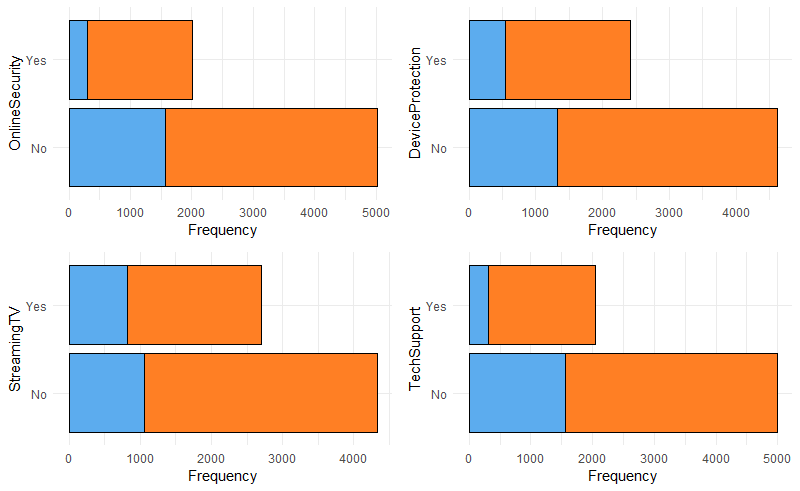 OnlineSecurity
Yes
No
0 1000 2000 3000 4000 5000
Frequency
DeviceProtection
Yes
No
0 1000 2000 3000 4000
Frequency
StreamingTV
Yes
No
0 1000 2000 3000 4000
Frequency
TechSupport
Yes
No
0 1000 2000 3000 4000 5000
Frequency